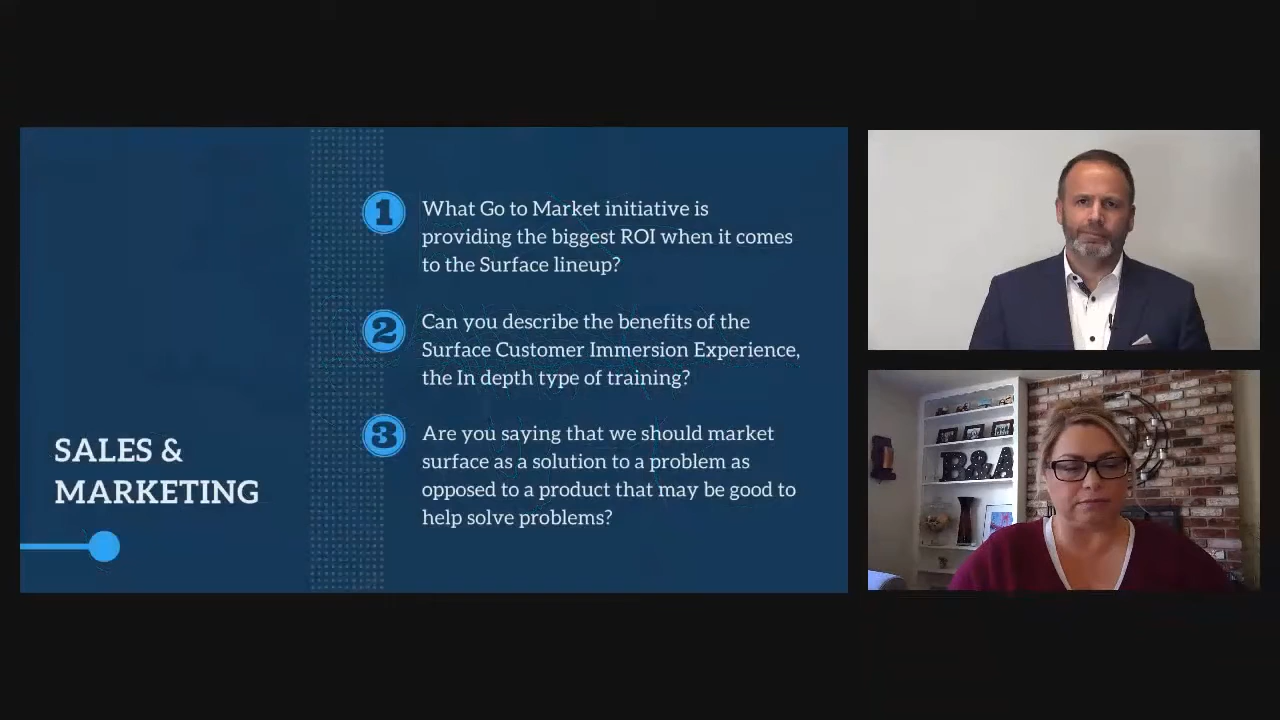 SALES &
MARKETING
1
What Go to Market initiative is
providing the biggest ROI when it comes
to the Surface lineup?
2
Can you describe the benefits of the
Surface Customer Immersion Experience,
the In depth type of training?
3
Are you saying that we should market
surface as a solution to a problem as
opposed to a product that may be good to
help solve problems?
B&A